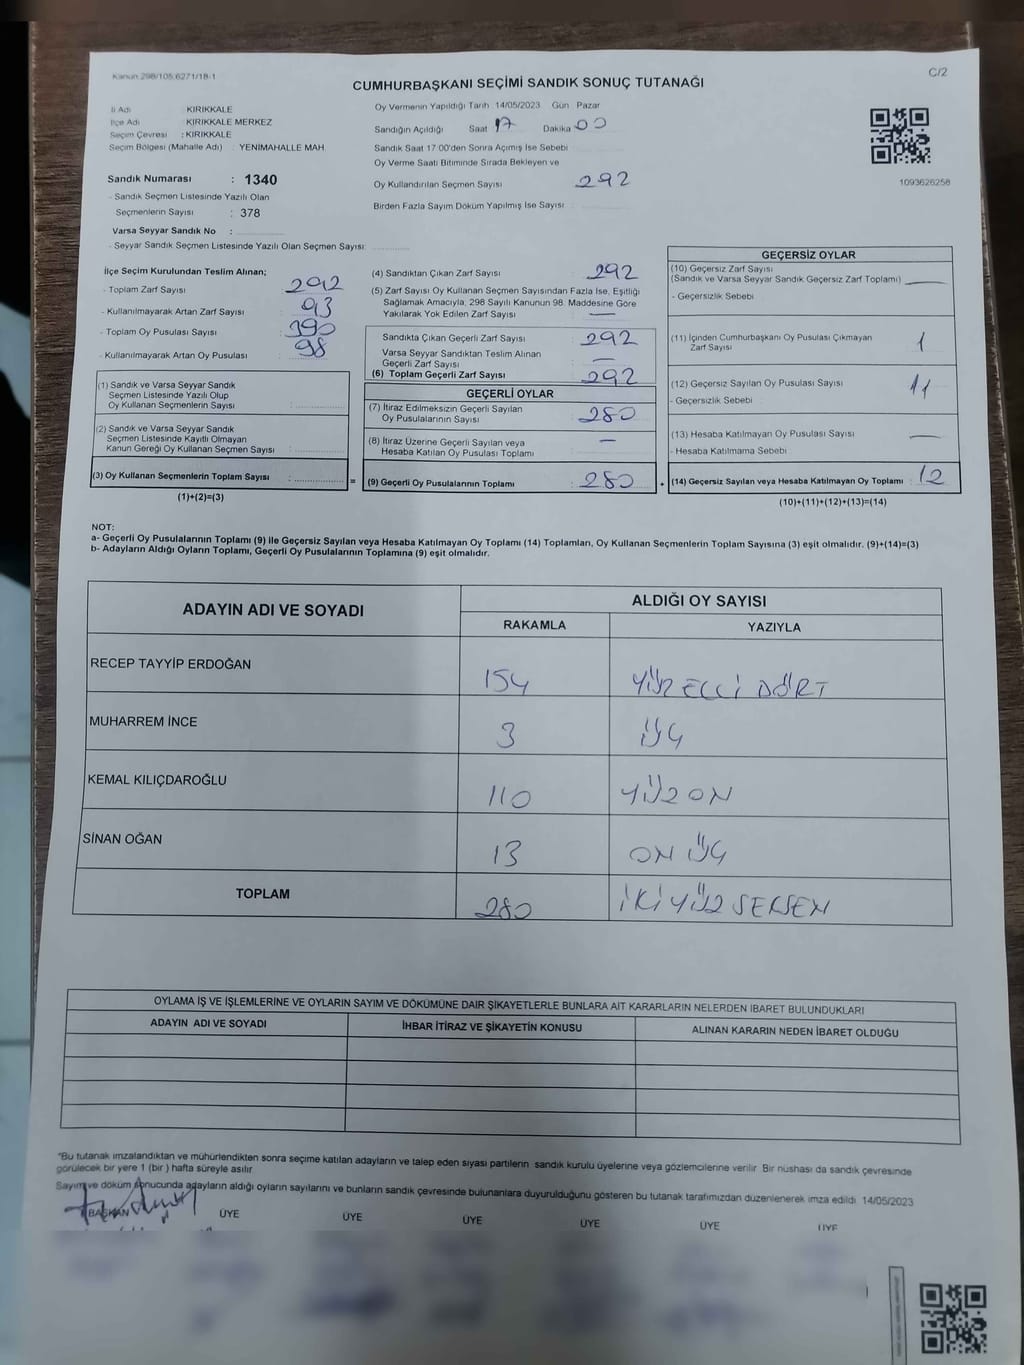 Kanun:298/105;6271/18-1
C/2
CUMHURBAŞKANI SEÇİMİ SANDIK SONUÇ TUTANAĞI
İl Adı : KIRIKKALE
İlçe Adı : KIRIKKALE MERKEZ
Seçim Çevresi : KIRIKKALE
Seçim Bölgesi (Mahalle Adı) : YENİMAHALLE MAH.
Sandık Numarası : 1340
- Sandık Seçmen Listesinde Yazılı Olan
Seçmenlerin Sayısı : 378
Varsa Seyyar Sandık No :
- Seyyar Sandık Seçmen Listesinde Yazılı Olan Seçmen Sayısı:
Oy Vermenin Yapıldığı Tarih 14/05/2023 Gün Pazar
Sandığın Açıldığı Saat 17 Dakika 00
Sandık Saat 17:00'den Sonra Açımış İse Sebebi
Oy Verme Saati Bitiminde Sırada Bekleyen ve
Oy Kullandırılan Seçmen Sayısı 292
Birden Fazla Sayım Döküm Yapılmış İse Sayısı :
1093626258
İlçe Seçim Kurulundan Teslim Alınan;
- Toplam Zarf Sayısı : 292
- Kullanılmayarak Artan Zarf Sayısı : 93
- Toplam Oy Pusulası Sayısı : 390
- Kullanılmayarak Artan Oy Pusulası : 98
(1) Sandık ve Varsa Seyyar Sandık
Seçmen Listesinde Yazılı Olup
Oy Kullanan Seçmenlerin Sayısı :
(2) Sandık ve Varsa Seyyar Sandık
Seçmen Listesinde Kayıtlı Olmayan
Kanun Gereği Oy Kullanan Seçmen Sayısı :
(3) Oy Kullanan Seçmenlerin Toplam Sayısı : =
(1)+(2)=(3)
(4) Sandıktan Çıkan Zarf Sayısı : 292
(5) Zarf Sayısı Oy Kullanan Seçmen Sayısından Fazla İse, Eşitliği
Sağlamak Amacıyla, 298 Sayılı Kanunun 98. Maddesine Göre
Yakılarak Yok Edilen Zarf Sayısı : —
Sandıkta Çıkan Geçerli Zarf Sayısı : 292
Varsa Seyyar Sandıktan Teslim Alınan
Geçerli Zarf Sayısı : —
(6) Toplam Geçerli Zarf Sayısı : 292
GEÇERLİ OYLAR
(7) İtiraz Edilmeksizin Geçerli Sayılan
Oy Pusulalarının Sayısı : 280
(8) İtiraz Üzerine Geçerli Sayılan veya
Hesaba Katılan Oy Pusulası Toplamı : —
(9) Geçerli Oy Pusulalarının Toplamı : 280 +
GEÇERSİZ OYLAR
(10) Geçersiz Zarf Sayısı
(Sandık ve Varsa Seyyar Sandık Geçersiz Zarf Toplamı) —
- Geçersizlik Sebebi
(11) İçinden Cumhurbaşkanı Oy Pusulası Çıkmayan
Zarf Sayısı 1
(12) Geçersiz Sayılan Oy Pusulası Sayısı 11
- Geçersizlik Sebebi
(13) Hesaba Katılmayan Oy Pusulası Sayısı —
- Hesaba Katılmama Sebebi
(14) Geçersiz Sayılan veya Hesaba Katılmayan Oy Toplamı : 12
(10)+(11)+(12)+(13)=(14)
NOT:
a- Geçerli Oy Pusulalarının Toplamı (9) ile Geçersiz Sayılan veya Hesaba Katılmayan Oy Toplamı (14) Toplamları, Oy Kullanan Seçmenlerin Toplam Sayısına (3) eşit olmalıdır. (9)+(14)=(3)
b- Adayların Aldığı Oyların Toplamı, Geçerli Oy Pusulalarının Toplamına (9) eşit olmalıdır.
ADAYIN ADI VE SOYADI
ALDIĞI OY SAYISI
RAKAMLA YAZIYLA
RECEP TAYYİP ERDOĞAN 154 YÜZ ELLİ DÖRT
MUHARREM İNCE 3 ÜÇ
KEMAL KILIÇDAROĞLU 110 YÜZ ON
SİNAN OĞAN 13 ON ÜÇ
TOPLAM 280 İKİ YÜZ SEKSEN
OYLAMA İŞ VE İŞLEMLERİNE VE OYLARIN SAYIM VE DÖKÜMÜNE DAİR ŞİKAYETLERLE BUNLARA AİT KARARLARIN NELERDEN İBARET BULUNDUKLARI
ADAYIN ADI VE SOYADI İHBAR İTİRAZ VE ŞİKAYETİN KONUSU ALINAN KARARIN NEDEN İBARET OLDUĞU
"Bu tutanak imzalandıktan ve mühürlendikten sonra seçime katılan adayların ve talep eden siyasi partilerin sandık kurulu üyelerine veya gözlemcilerine verilir. Bir nüshası da sandık çevresinde
görülecek bir yere 1 (bir) hafta süreyle asılır.
Sayım ve döküm sonucunda adayların aldığı oyların sayılarını ve bunların sandık çevresinde bulunanlara duyurulduğunu gösteren bu tutanak tarafımızdan düzenlenerek imza edildi. 14/05/2023
BAŞKAN ÜYE ÜYE ÜYE ÜYE ÜYE ÜYE